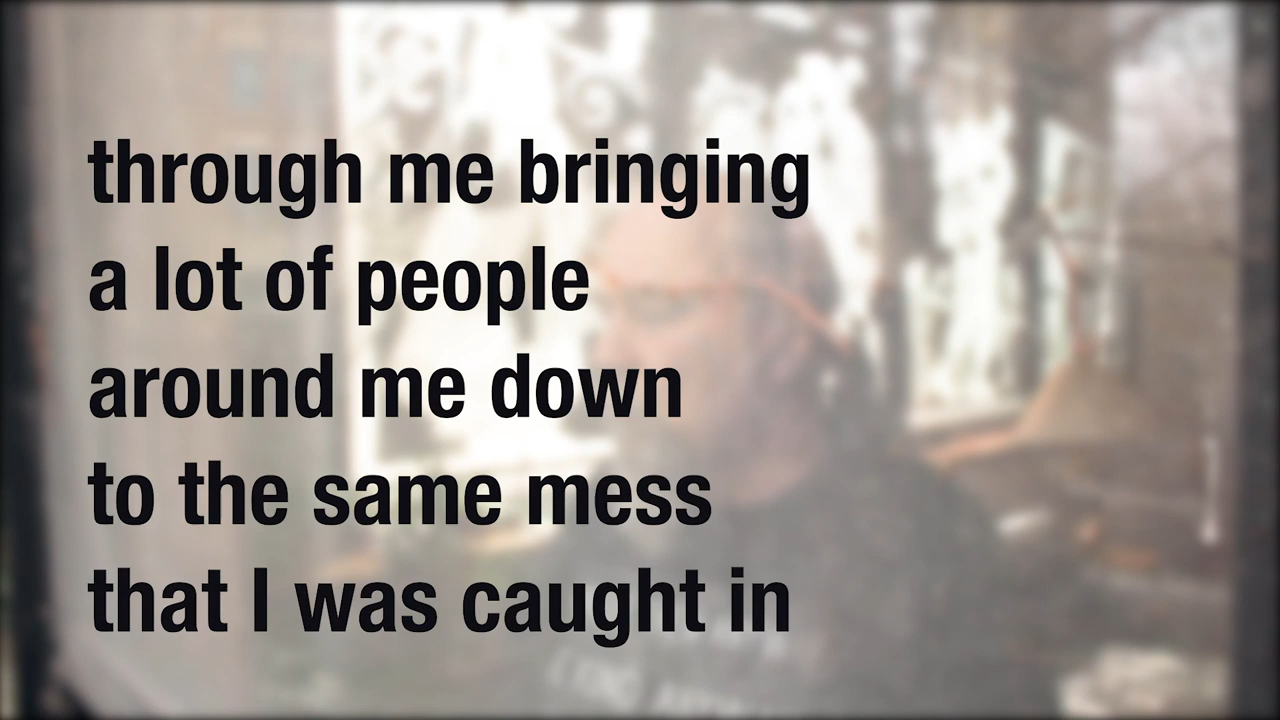 through me bringing
a lot of people
around me down
to the same mess
that I was caught in